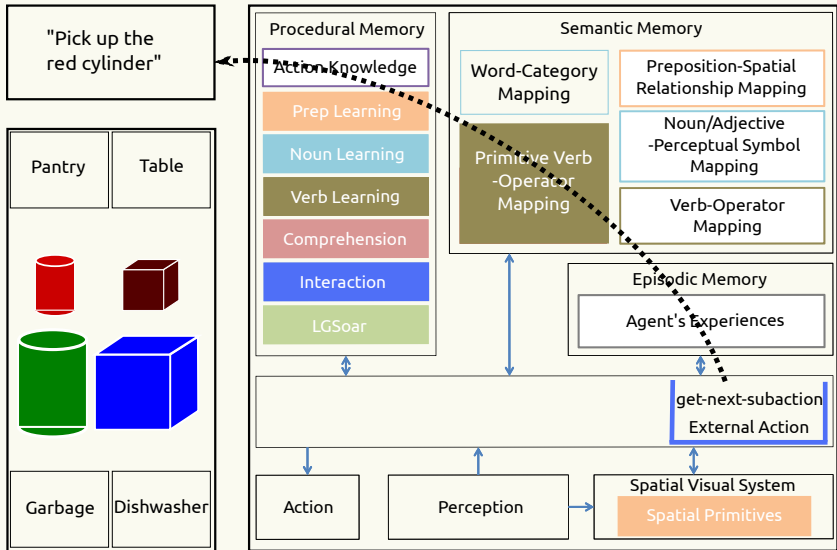 "Pick up the
red cylinder"
Pantry
Table
Garbage
Dishwasher
Procedural Memory
Action Knowledge
Prep Learning
Noun Learning
Verb Learning
Comprehension
Interaction
LGSoar
Semantic Memory
Word-Category
Mapping
Primitive Verb
-Operator
Mapping
Preposition-Spatial
Relationship Mapping
Noun/Adjective
-Perceptual Symbol
Mapping
Verb-Operator
Mapping
Episodic Memory
Agent's Experiences
get-next-subaction
External Action
Action
Perception
Spatial Visual System
Spatial Primitives